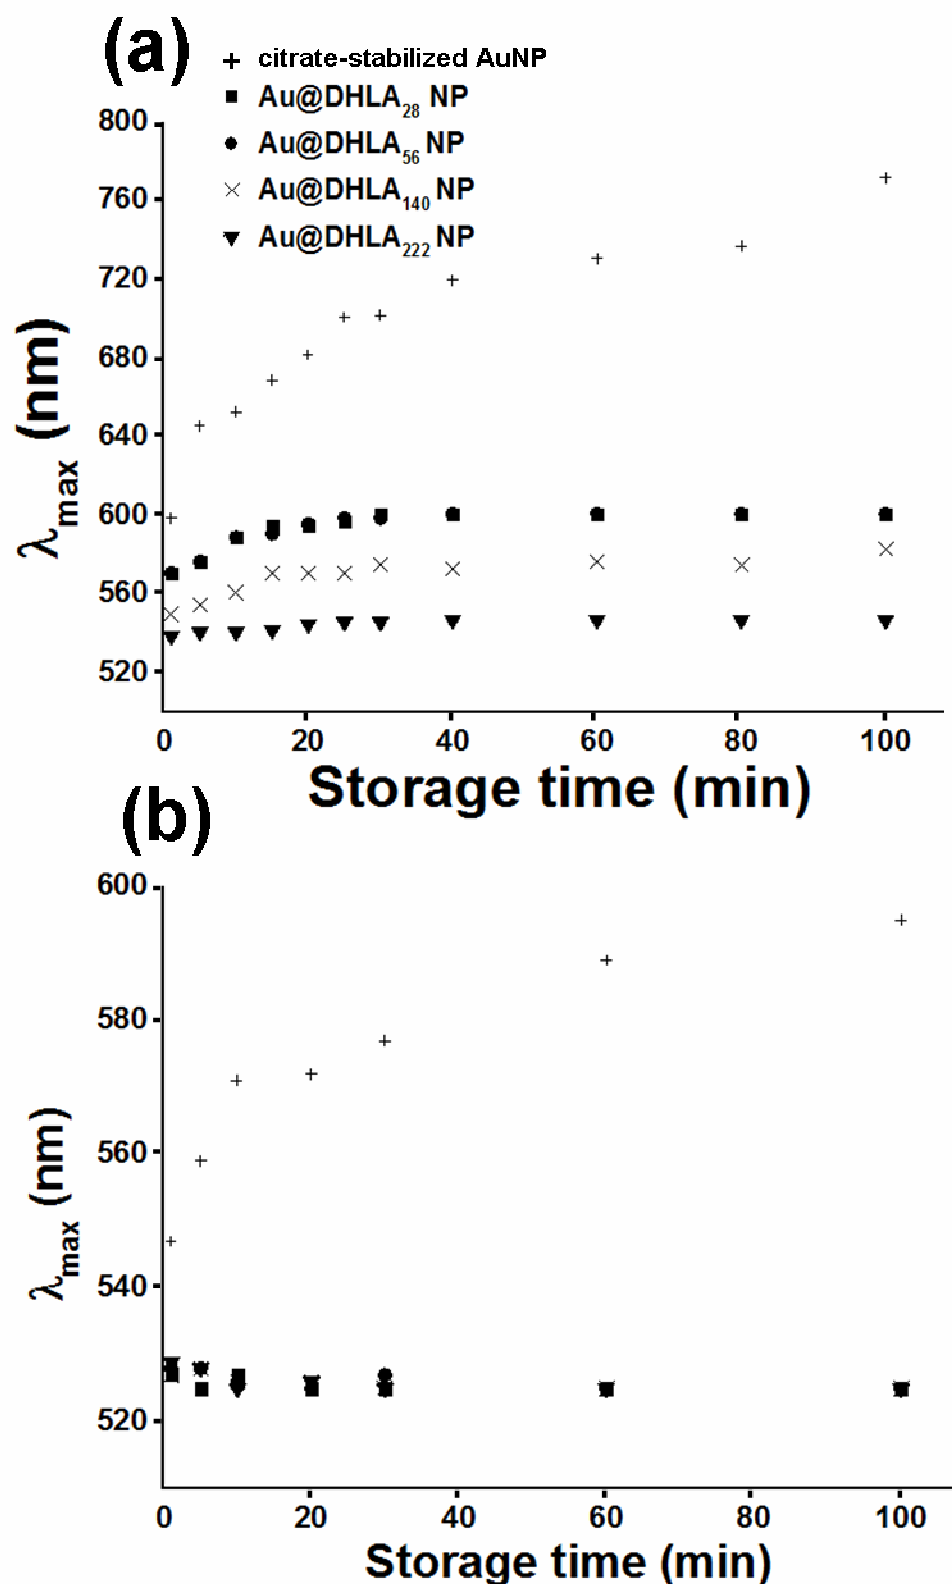 (a)
citrate-stabilized AuNP
Au@DHLA28 NP
Au@DHLA56 NP
Au@DHLA140 NP
Au@DHLA222 NP
800
760
720
680
640
600
560
520
λmax (nm)
0 20 40 60 80 100
Storage time (min)
(b)
600
580
560
540
520
λmax (nm)
0 20 40 60 80 100
Storage time (min)